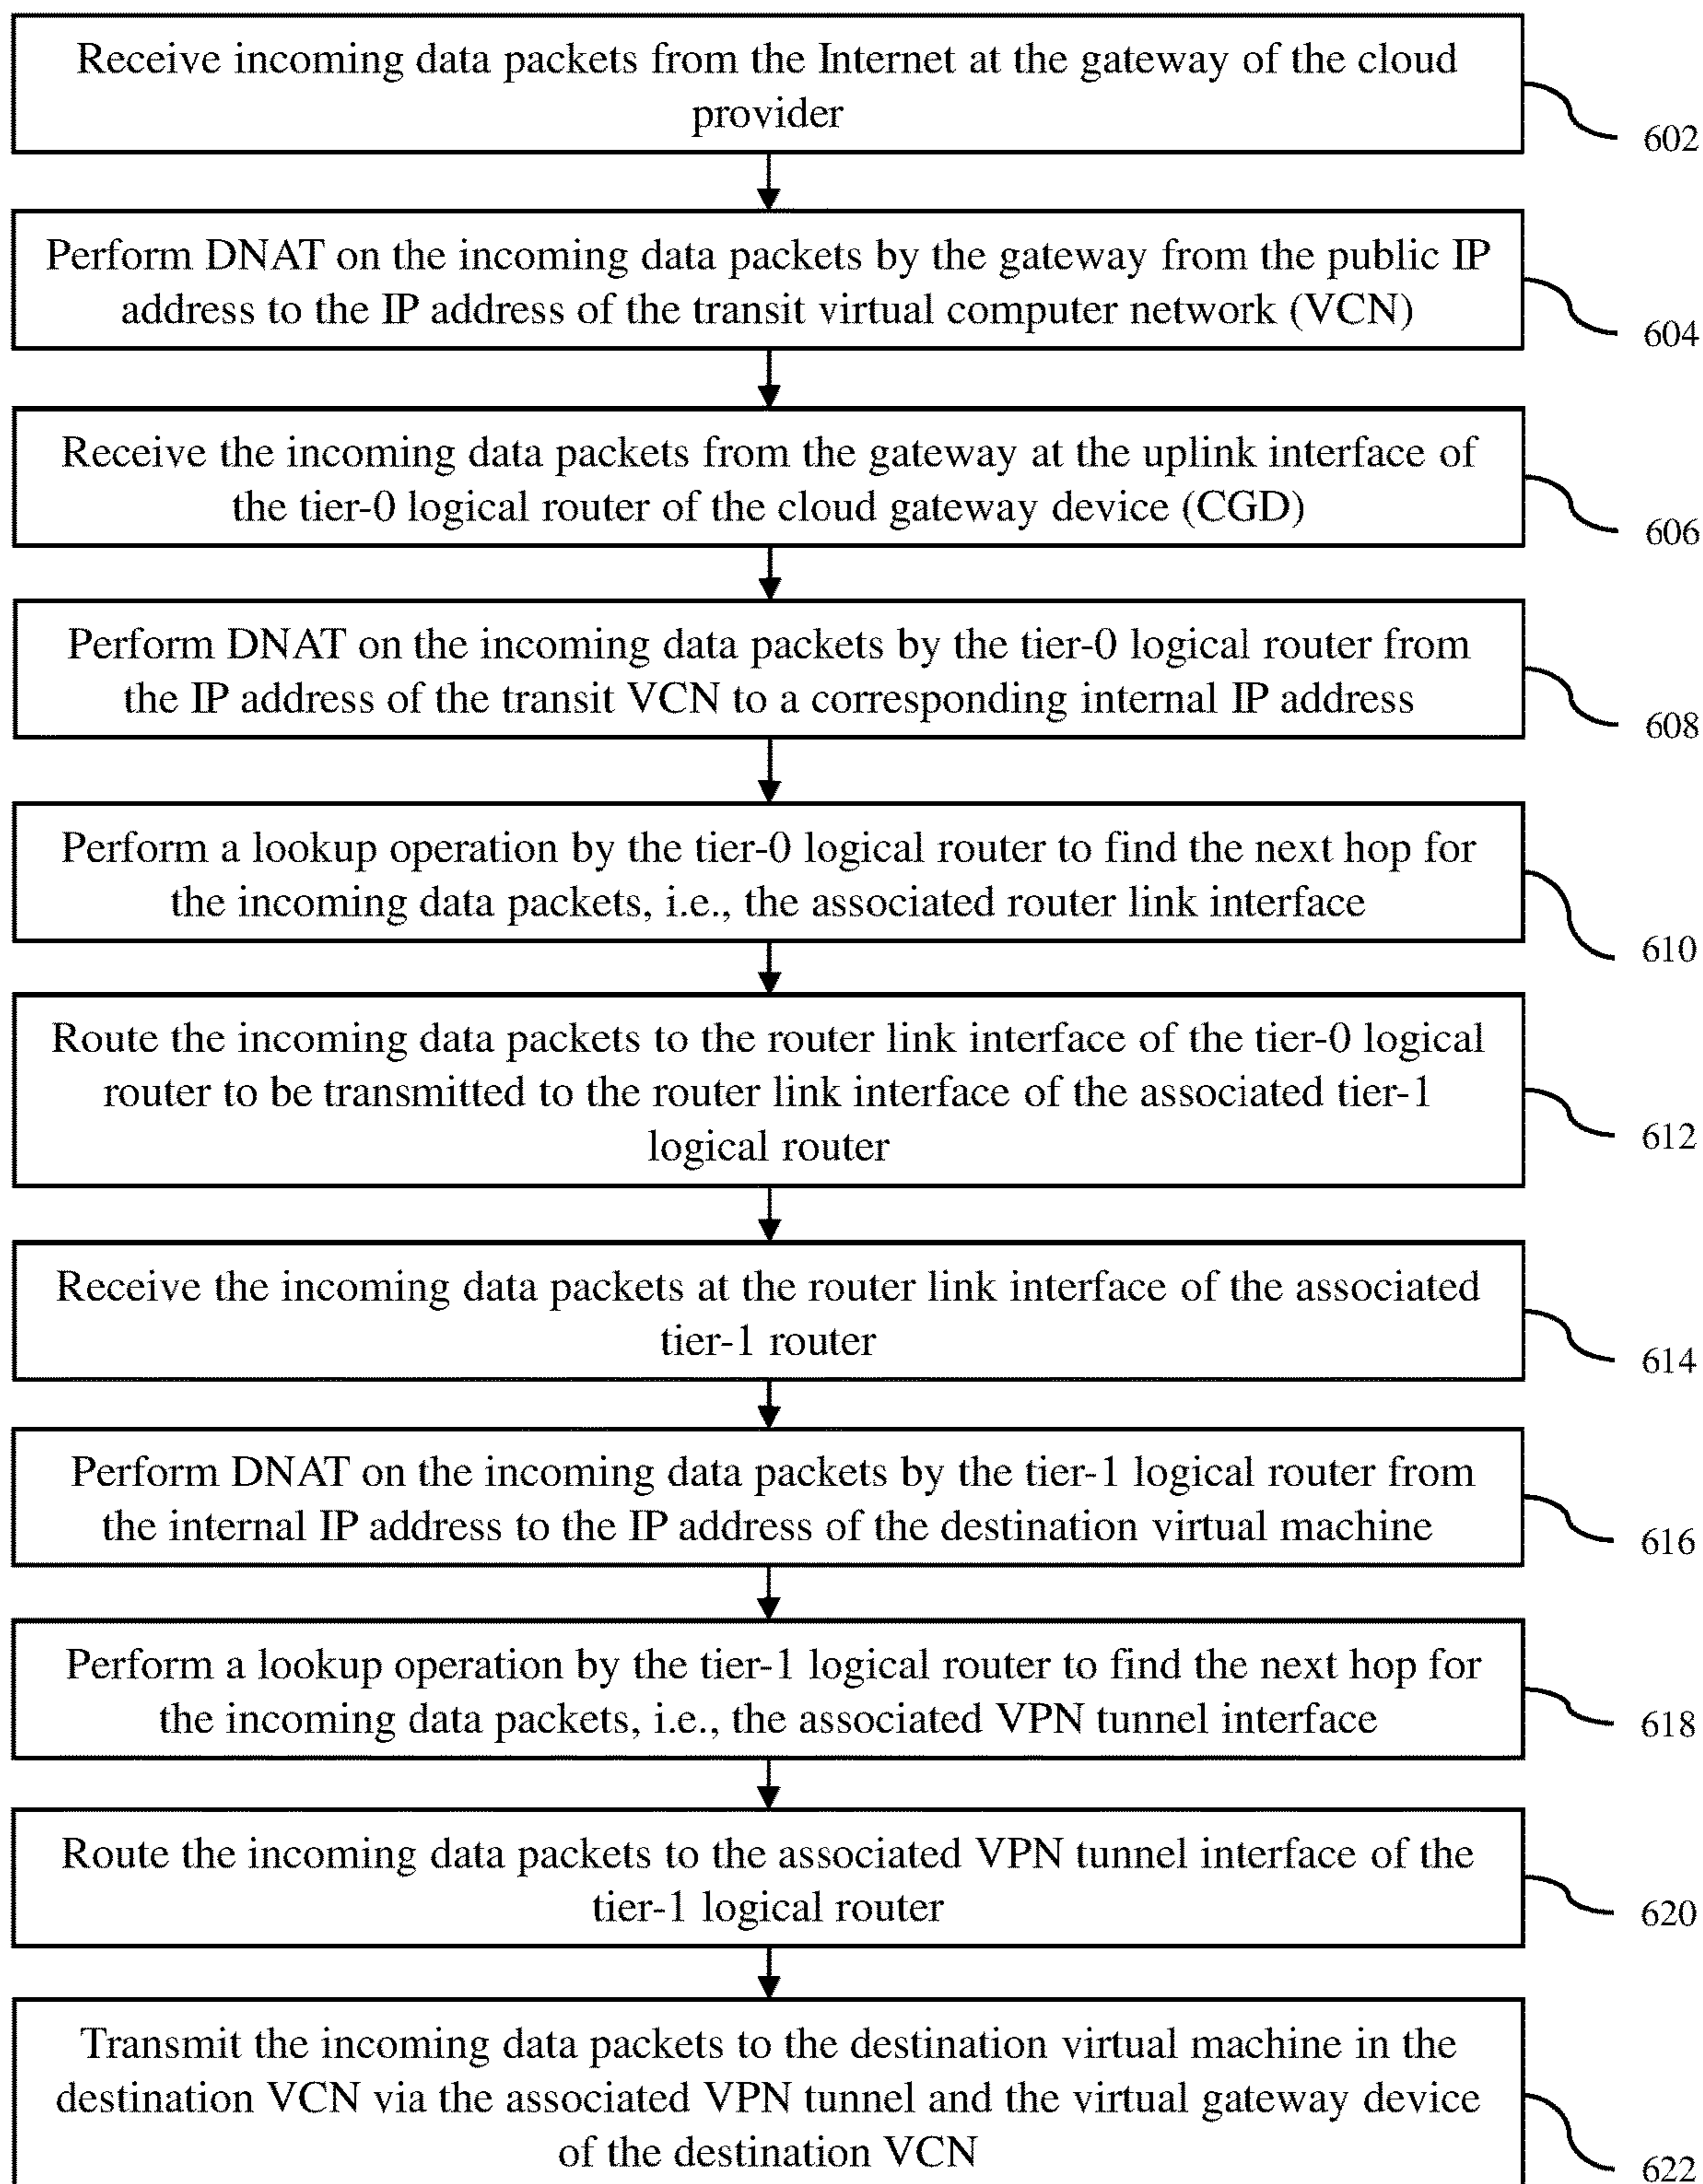 Receive incoming data packets from the Internet at the gateway of the cloud
provider
602
Perform DNAT on the incoming data packets by the gateway from the public IP
address to the IP address of the transit virtual computer network (VCN)
604
Receive the incoming data packets from the gateway at the uplink interface of
the tier-0 logical router of the cloud gateway device (CGD)
606
Perform DNAT on the incoming data packets by the tier-0 logical router from
the IP address of the transit VCN to a corresponding internal IP address
608
Perform a lookup operation by the tier-0 logical router to find the next hop for
the incoming data packets, i.e., the associated router link interface
610
Route the incoming data packets to the router link interface of the tier-0 logical
router to be transmitted to the router link interface of the associated tier-1
logical router
612
Receive the incoming data packets at the router link interface of the associated
tier-1 router
614
Perform DNAT on the incoming data packets by the tier-1 logical router from
the internal IP address to the IP address of the destination virtual machine
616
Perform a lookup operation by the tier-1 logical router to find the next hop for
the incoming data packets, i.e., the associated VPN tunnel interface
618
Route the incoming data packets to the associated VPN tunnel interface of the
tier-1 logical router
620
Transmit the incoming data packets to the destination virtual machine in the
destination VCN via the associated VPN tunnel and the virtual gateway device
of the destination VCN
622